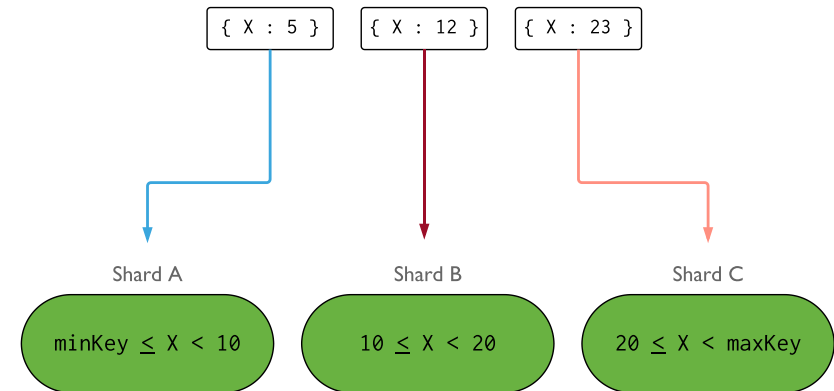 { X : 5 }
{ X : 12 }
{ X : 23 }
Shard A
Shard B
Shard C
minKey ≤ X < 10
10 ≤ X < 20
20 ≤ X < maxKey